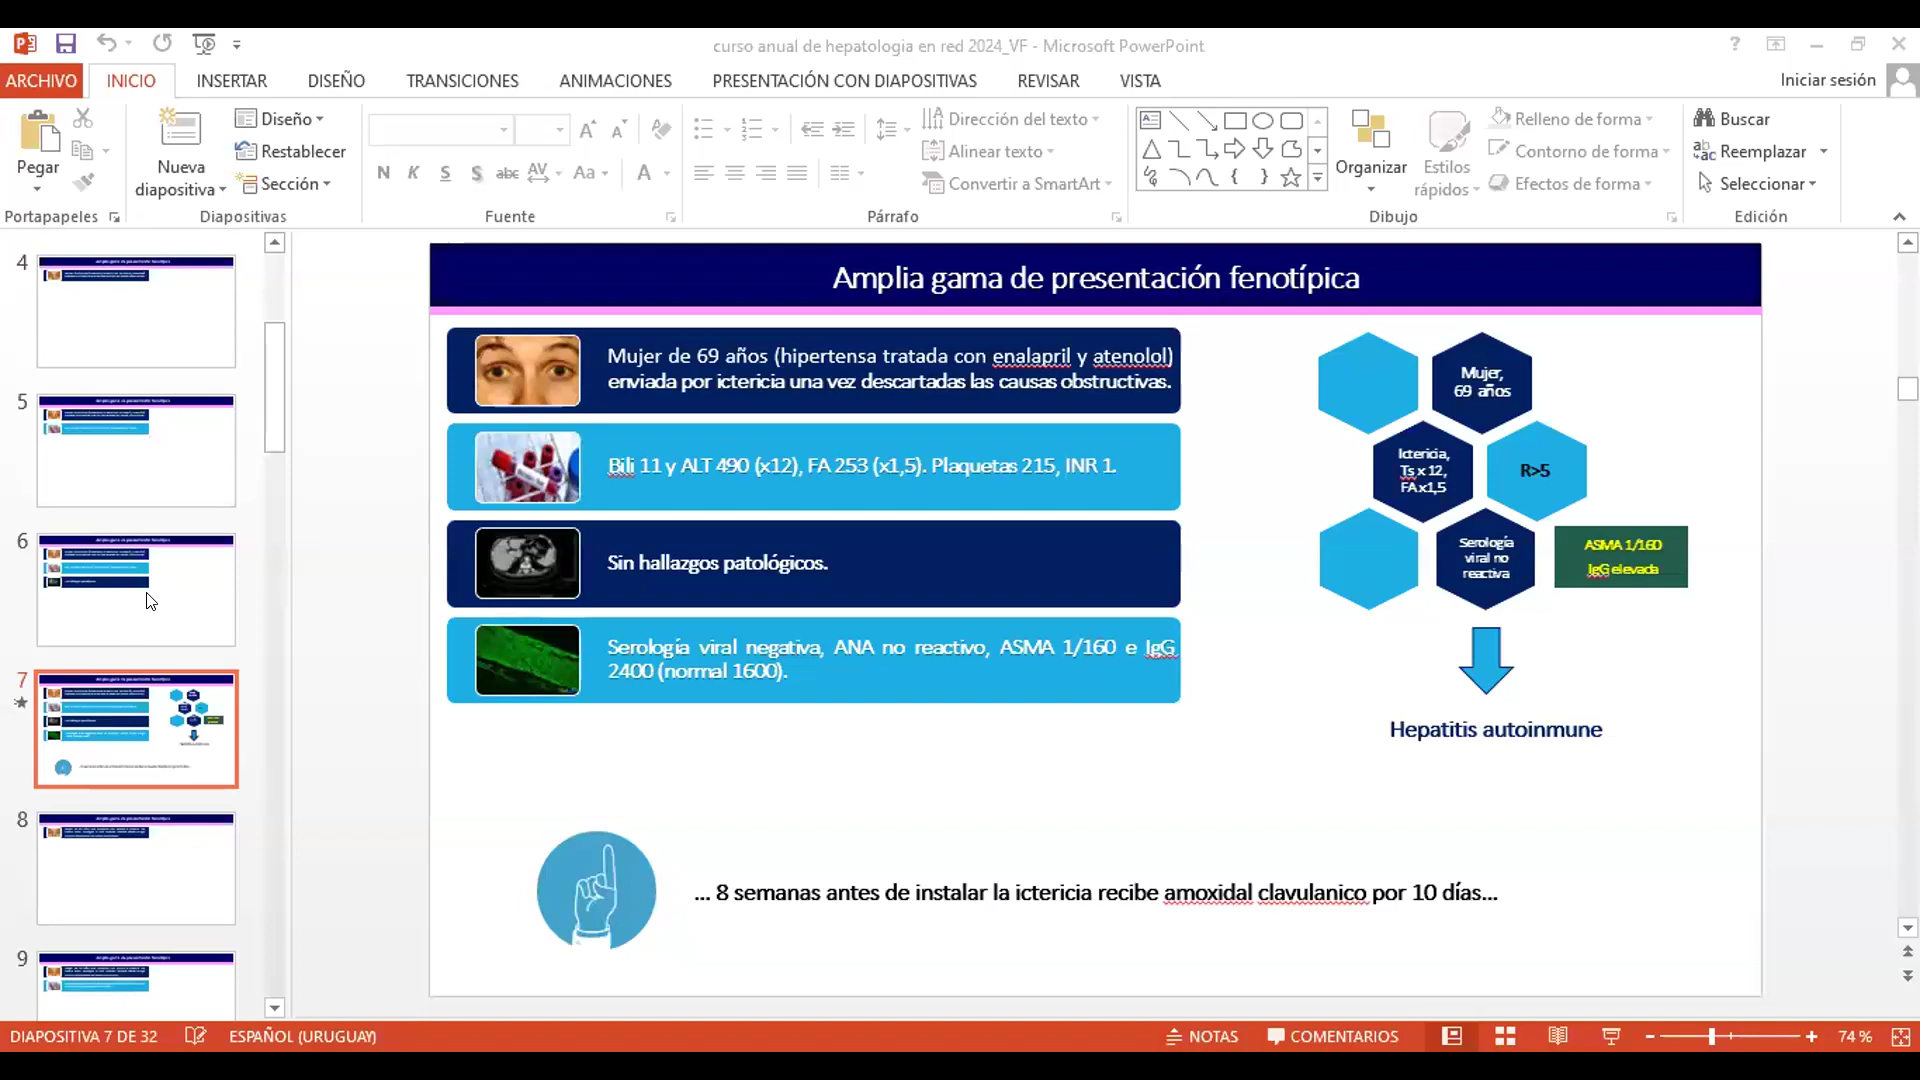 curso anual de hepatologia en red 2024_VF - Microsoft PowerPoint
ARCHIVO INICIO INSERTAR DISEÑO TRANSICIONES ANIMACIONES PRESENTACIÓN CON DIAPOSITIVAS REVISAR VISTA Iniciar sesión
Pegar
Nueva diapositiva
Diseño
Restablecer
Sección
Dirección del texto
Alinear texto
Convertir a SmartArt
Organizar
Estilos rápidos
Relleno de forma
Contorno de forma
Efectos de forma
Buscar
Reemplazar
Seleccionar
Portapapeles Diapositivas Fuente Párrafo Dibujo Edición
4
5
6
7
8
9
Amplia gama de presentación fenotípica
Mujer de 69 años (hipertensa tratada con enalapril y atenolol)
enviada por ictericia una vez descartadas las causas obstructivas.
Bili 11 y ALT 490 (x12), FA 253 (x1,5). Plaquetas 215, INR 1.
Sin hallazgos patológicos.
Serología viral negativa, ANA no reactivo, ASMA 1/160 e IgG
2400 (normal 1600).
Mujer,
69 años
Ictericia,
Ts x 12,
FA x1,5
R>5
Serología
viral no
reactiva
ASMA 1/160
IgG elevada
Hepatitis autoinmune
... 8 semanas antes de instalar la ictericia recibe amoxidal clavulanico por 10 días...
DIAPOSITIVA 7 DE 32 ESPAÑOL (URUGUAY) NOTAS COMENTARIOS 74 %